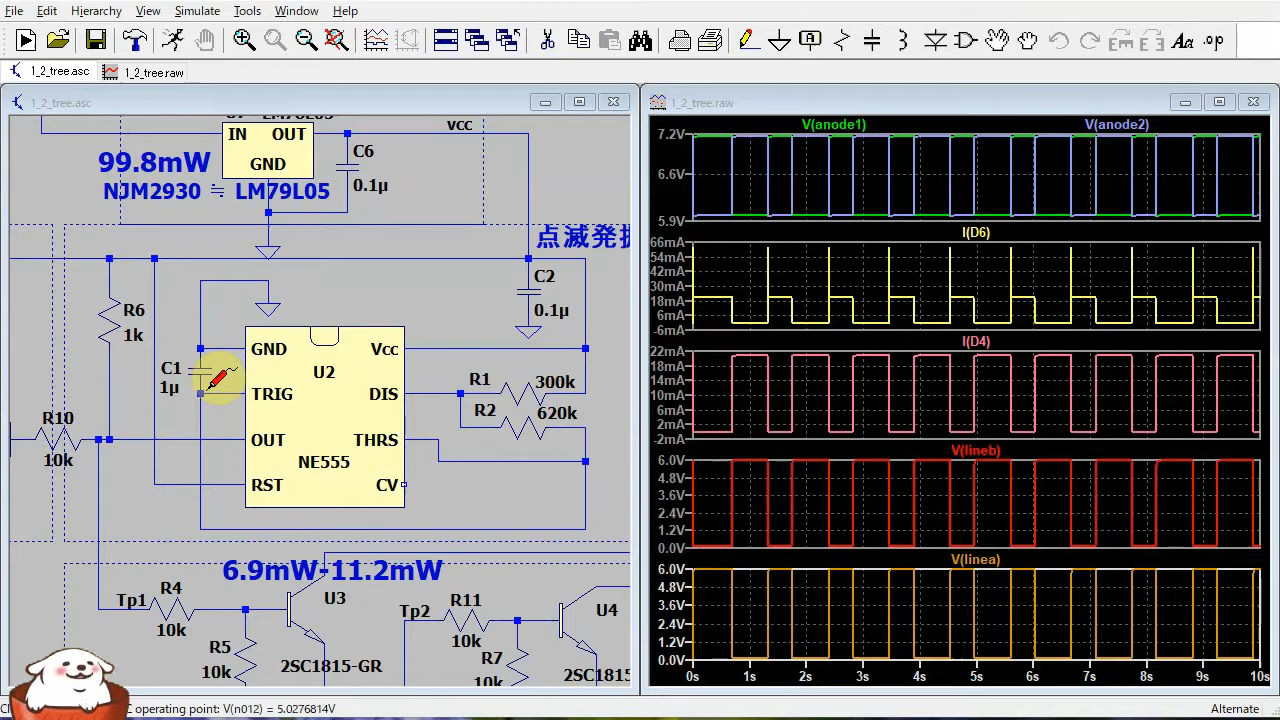 File Edit Hierarchy View Simulate Tools Window Help
1_2_tree.asc 1_2_tree.raw
1_2_tree.asc
IN OUT
GND
VCC
C6
0.1µ
99.8mW
NJM2930 ≒ LM79L05
C2
0.1µ
R6
1k
C1
1µ
GND Vcc
U2
TRIG DIS
OUT THRS
NE555
RST CV
R1 300k
R2 620k
R10
10k
6.9mW-11.2mW
Tp1 R4
10k
R5
10k
U3
2SC1815-GR
Tp2 R11
10k
R7
10k
U4
2SC1815
operating point: V(n012) = 5.0276814V
1_2_tree.raw
V(anode1) V(anode2)
7.2V
6.6V
5.9V
I(D6)
66mA
54mA
42mA
30mA
18mA
6mA
-6mA
I(D4)
22mA
18mA
14mA
10mA
6mA
2mA
-2mA
V(lineb)
6.0V
4.8V
3.6V
2.4V
1.2V
0.0V
V(linea)
6.0V
4.8V
3.6V
2.4V
1.2V
0.0V
0s 1s 2s 3s 4s 5s 6s 7s 8s 9s 10s
Alternate